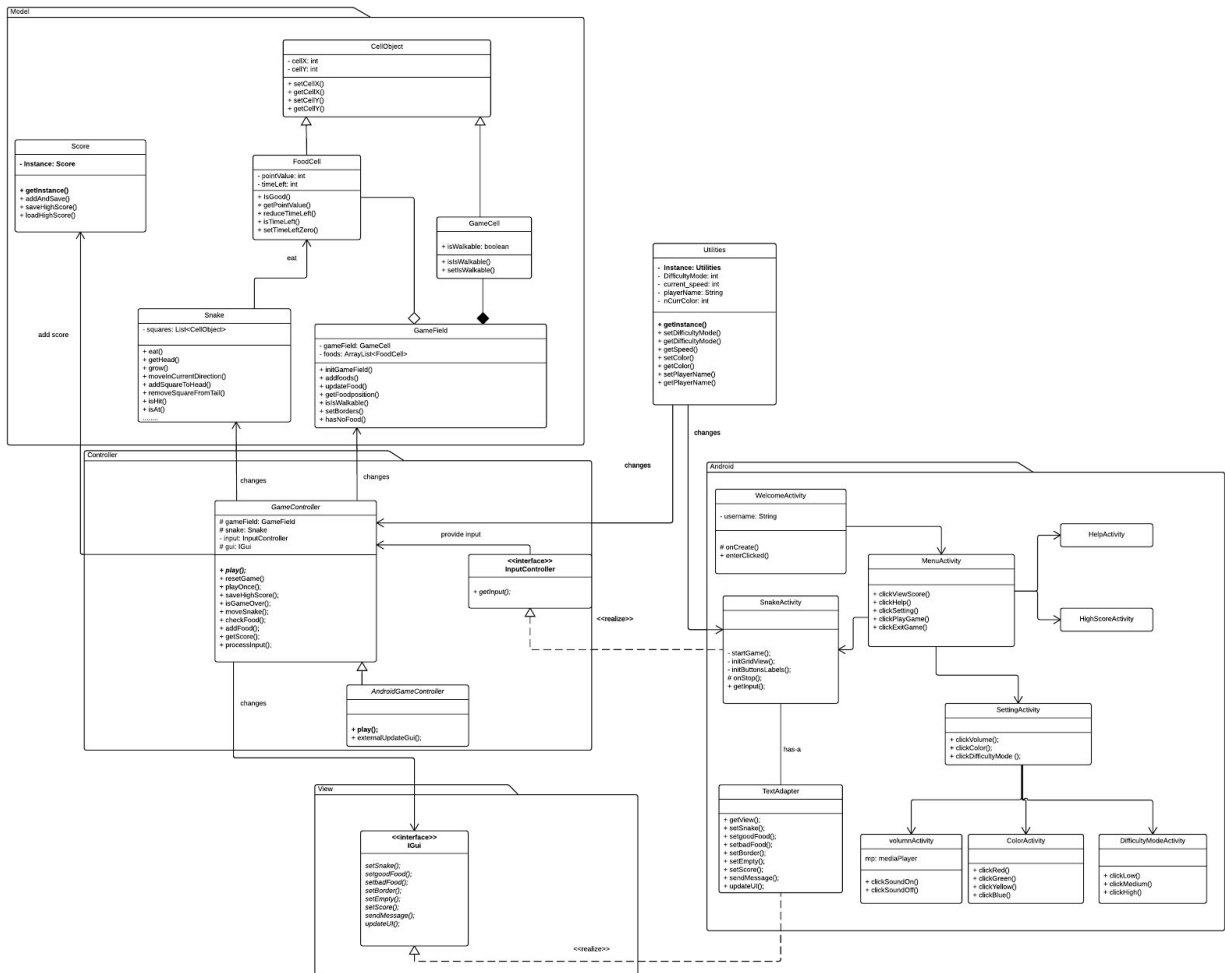 Model
CellObject
- cellX: int
- cellY: int
+ setCellX()
+ getCellX()
+ setCellY()
+ getCellY()
Score
- Instance: Score
+ getInstance()
+ addAndSave()
+ saveHighScore()
+ loadHighScore()
FoodCell
- pointValue: int
- timeLeft: int
+ isGood()
+ getPointValue()
+ reduceTimeLeft()
+ isTimeLeft()
+ setTimeLeftZero()
GameCell
+ isWalkable: boolean
+ isIsWalkable()
+ setIsWalkable()
eat
add score
Snake
- squares: List<CellObject>
+ eat()
+ getHead()
+ grow()
+ moveInCurrentDirection()
+ addSquareToHead()
+ removeSquareFromTail()
+ isHit()
+ isAt()
........
GameField
- gameField: GameCell
- foods: ArrayList<FoodCell>
+ initGameField()
+ addfoods()
+ updateFood()
+ getFoodposition()
+ isIsWalkable()
+ setBorders()
+ hasNoFood()
Utilities
- Instance: Utilities
- DifficultyMode: int
- current_speed: int
- playerName: String
- nCurrColor: int
+ getInstance()
+ setDifficultyMode()
+ getDifficultyMode()
+ getSpeed()
+ setColor()
+ getColor()
+ setPlayerName()
+ getPlayerName()
changes
changes
Controller
changes
changes
GameController
# gameField: GameField
# snake: Snake
- input: InputController
# gui: IGui
+ play();
+ resetGame()
+ playOnce();
+ saveHighScore();
+ isGameOver();
+ moveSnake();
+ checkFood();
+ addFood();
+ getScore();
+ processInput();
provide input
<<interface>>
InputController
+ getInput();
<<realize>>
AndroidGameController
+ play();
+ externalUpdateGui();
changes
View
<<interface>>
IGui
setSnake();
setgoodFood();
setbadFood();
setBorder();
setEmpty();
setScore();
sendMessage();
updateUI();
<<realize>>
Android
WelcomeActivity
- username: String
# onCreate()
+ enterClicked()
MenuActivity
+ clickViewScore()
+ clickHelp()
+ clickSetting()
+ clickPlayGame()
+ clickExitGame()
HelpActivity
HighScoreActivity
SnakeActivity
- startGame();
- initGridView();
- initButtonsLabels();
# onStop();
+ getInput();
has-a
SettingActivity
+ clickVolume();
+ clickColor();
+ clickDifficultyMode ();
TextAdapter
+ getView();
+ setSnake();
+ setgoodFood();
+ setbadFood();
+ setBorder();
+ setEmpty();
+ setScore();
+ sendMessage();
+ updateUI();
volumnActivity
mp: mediaPlayer
+ clickSoundOn()
+ clickSoundOff()
ColorActivity
+ clickRed()
+ clickGreen()
+ clickYellow()
+ clickBlue()
DifficultyModeActivity
+ clickLow()
+ clickMedium()
+ clickHigh()